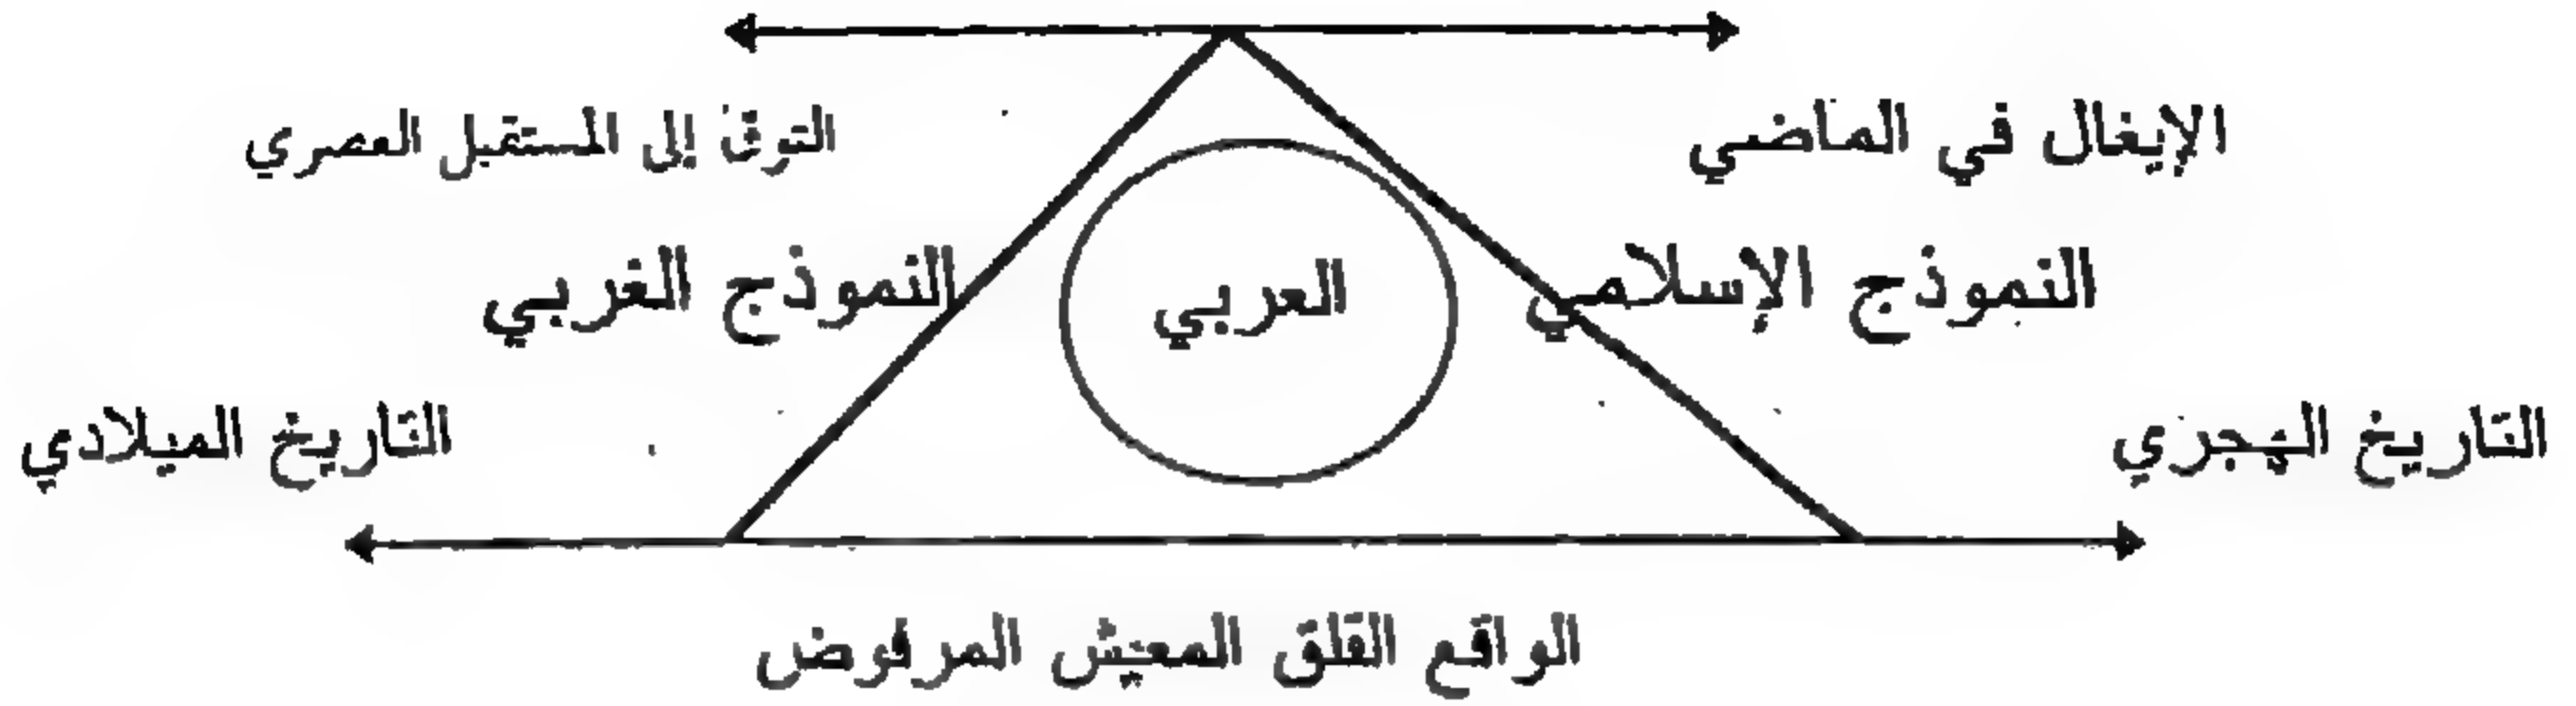 الإيغال في الماضي
التوق إلى المستقبل العصري
النموذج الإسلامي
العربي
النموذج الغربي
التاريخ الهجري
التاريخ الميلادي
الواقع القلق المعيش المرفوض